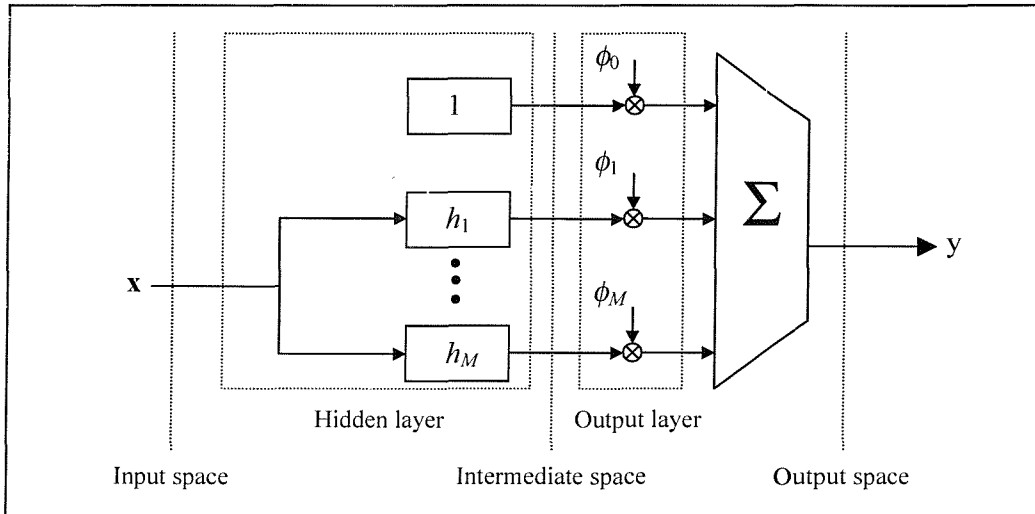 ϕ0
1
ϕ1
h1
Σ
y
x
ϕM
hM
Hidden layer
Output layer
Input space
Intermediate space
Output space